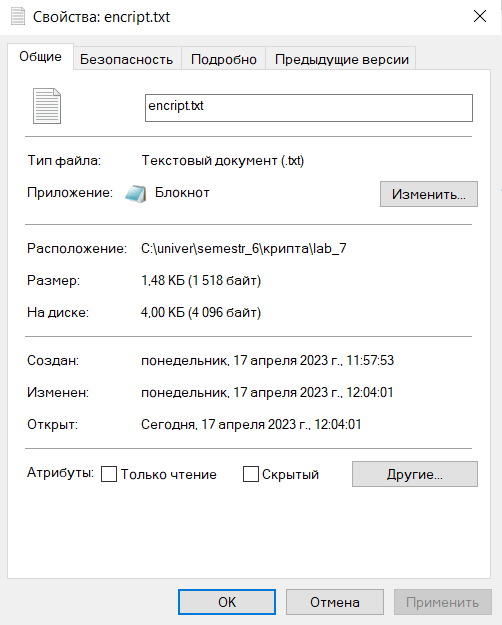 Свойства: encript.txt
Общие Безопасность Подробно Предыдущие версии
encript.txt
Тип файла: Текстовый документ (.txt)
Приложение: Блокнот Изменить...
Расположение: C:\univer\semestr_6\крипта\lab_7
Размер: 1,48 КБ (1 518 байт)
На диске: 4,00 КБ (4 096 байт)
Создан: понедельник, 17 апреля 2023 г., 11:57:53
Изменен: понедельник, 17 апреля 2023 г., 12:04:01
Открыт: Сегодня, 17 апреля 2023 г., 12:04:01
Атрибуты: Только чтение Скрытый Другие...
OK Отмена Применить